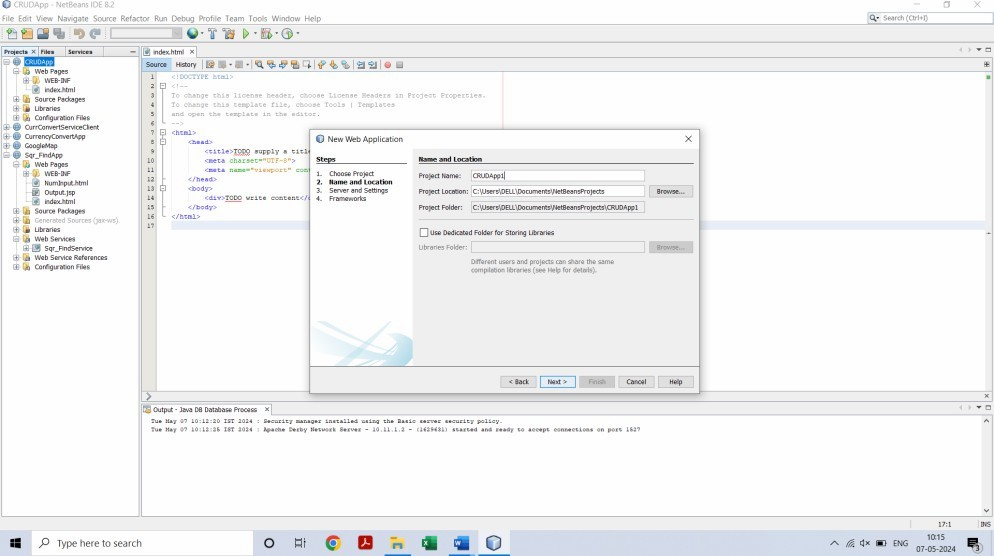 CRUDApp - NetBeans IDE 8.2
File Edit View Navigate Source Refactor Run Debug Profile Team Tools Window Help
Search (Ctrl+I)
Projects Files Services
CRUDApp
Web Pages
WEB-INF
index.html
Source Packages
Libraries
Configuration Files
CurrConvertServiceClient
CurrencyConvertApp
GoogleMap
Sqr_FindApp
Web Pages
WEB-INF
NumInput.html
Output.jsp
index.html
Source Packages
Generated Sources (jax-ws)
Libraries
Web Services
Sqr_FindService
Web Service References
Configuration Files
index.html
Source History
1 <!DOCTYPE html>
2 <!--
3 To change this license header, choose License Headers in Project Properties.
4 To change this template file, choose Tools | Templates
5 and open the template in the editor.
6 -->
7 <html>
8 <head>
9 <title>TODO supply a title
10 <meta charset="UTF-8">
11 <meta name="viewport" cont
12 </head>
13 <body>
14 <div>TODO write content</
15 </body>
16 </html>
17
New Web Application
Steps
1. Choose Project
2. Name and Location
3. Server and Settings
4. Frameworks
Name and Location
Project Name: CRUDApp1
Project Location: C:\Users\DELL\Documents\NetBeansProjects Browse...
Project Folder: C:\Users\DELL\Documents\NetBeansProjects\CRUDApp1
Use Dedicated Folder for Storing Libraries
Libraries Folder: Browse...
Different users and projects can share the same
compilation libraries (see Help for details).
< Back Next > Finish Cancel Help
Output - Java DB Database Process
Tue May 07 10:12:20 IST 2024 : Security manager installed using the Basic server security policy.
Tue May 07 10:12:25 IST 2024 : Apache Derby Network Server - 10.11.1.2 - (1629631) started and ready to accept connections on port 1527
17:1 INS
Type here to search
ENG
10:15
07-05-2024
3